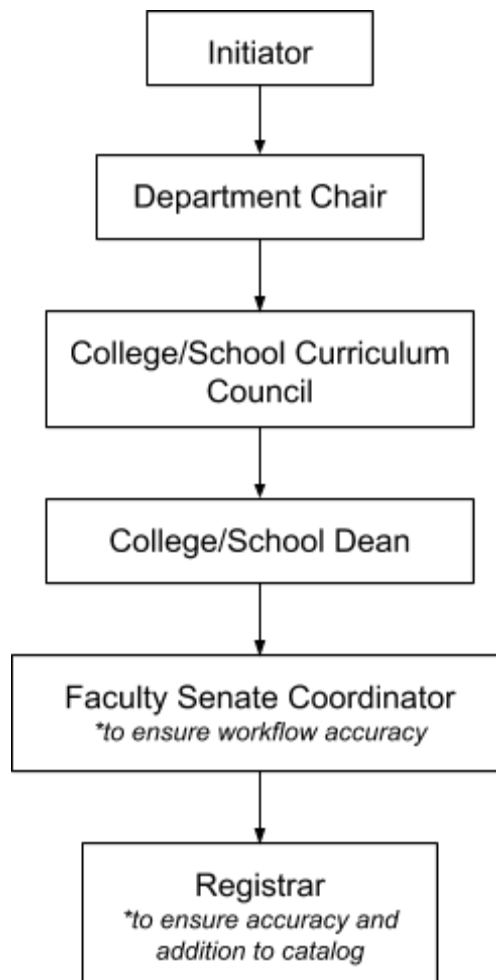 Initiator
Department Chair
College/School Curriculum
Council
College/School Dean
Faculty Senate Coordinator
*to ensure workflow accuracy
Registrar
*to ensure accuracy and
addition to catalog